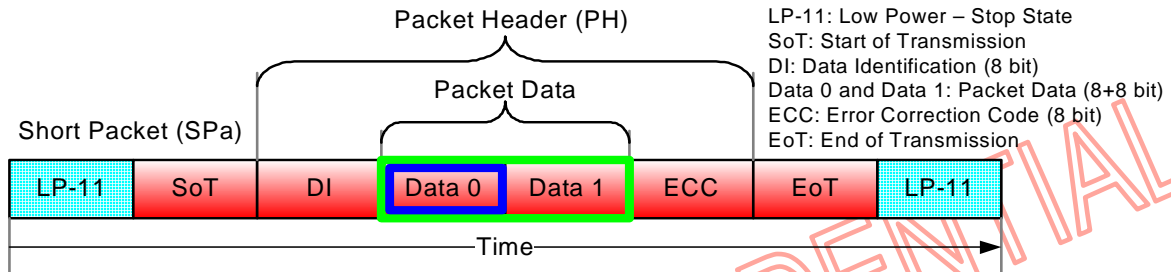 Packet Header (PH)
LP-11: Low Power – Stop State
SoT: Start of Transmission
DI: Data Identification (8 bit)
Packet Data
Data 0 and Data 1: Packet Data (8+8 bit)
ECC: Error Correction Code (8 bit)
Short Packet (SPa)
EoT: End of Transmission
LP-11 SoT DI Data 0 Data 1 ECC EoT LP-11
Time
DENTIAL